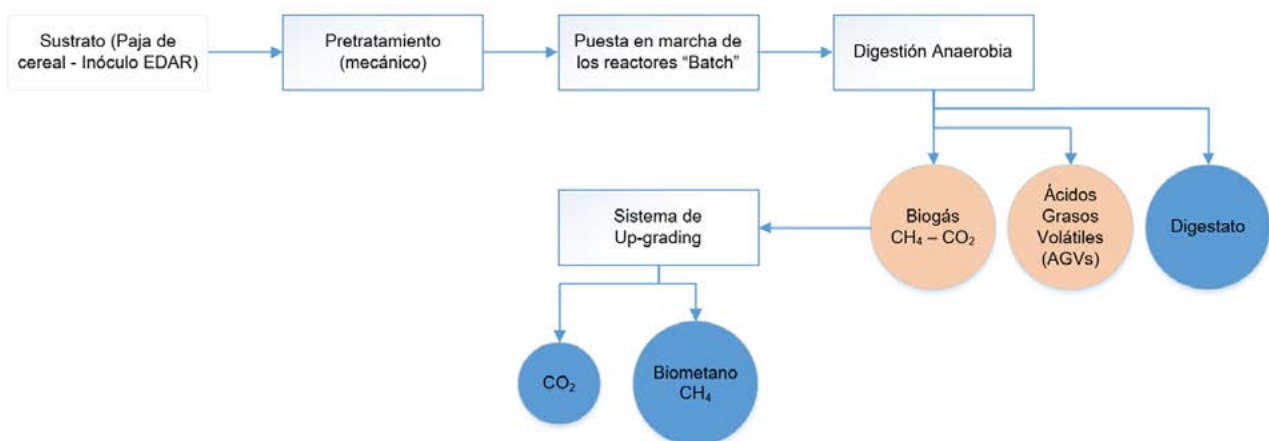 Sustrato (Paja de
cereal - Inóculo EDAR)
Pretratamiento
(mecánico)
Puesta en marcha de
los reactores “Batch”
Digestión Anaerobia
Biogás
CH₄ – CO₂
Ácidos
Grasos
Volátiles
(AGVs)
Digestato
Sistema de
Up-grading
CO₂
Biometano
CH₄